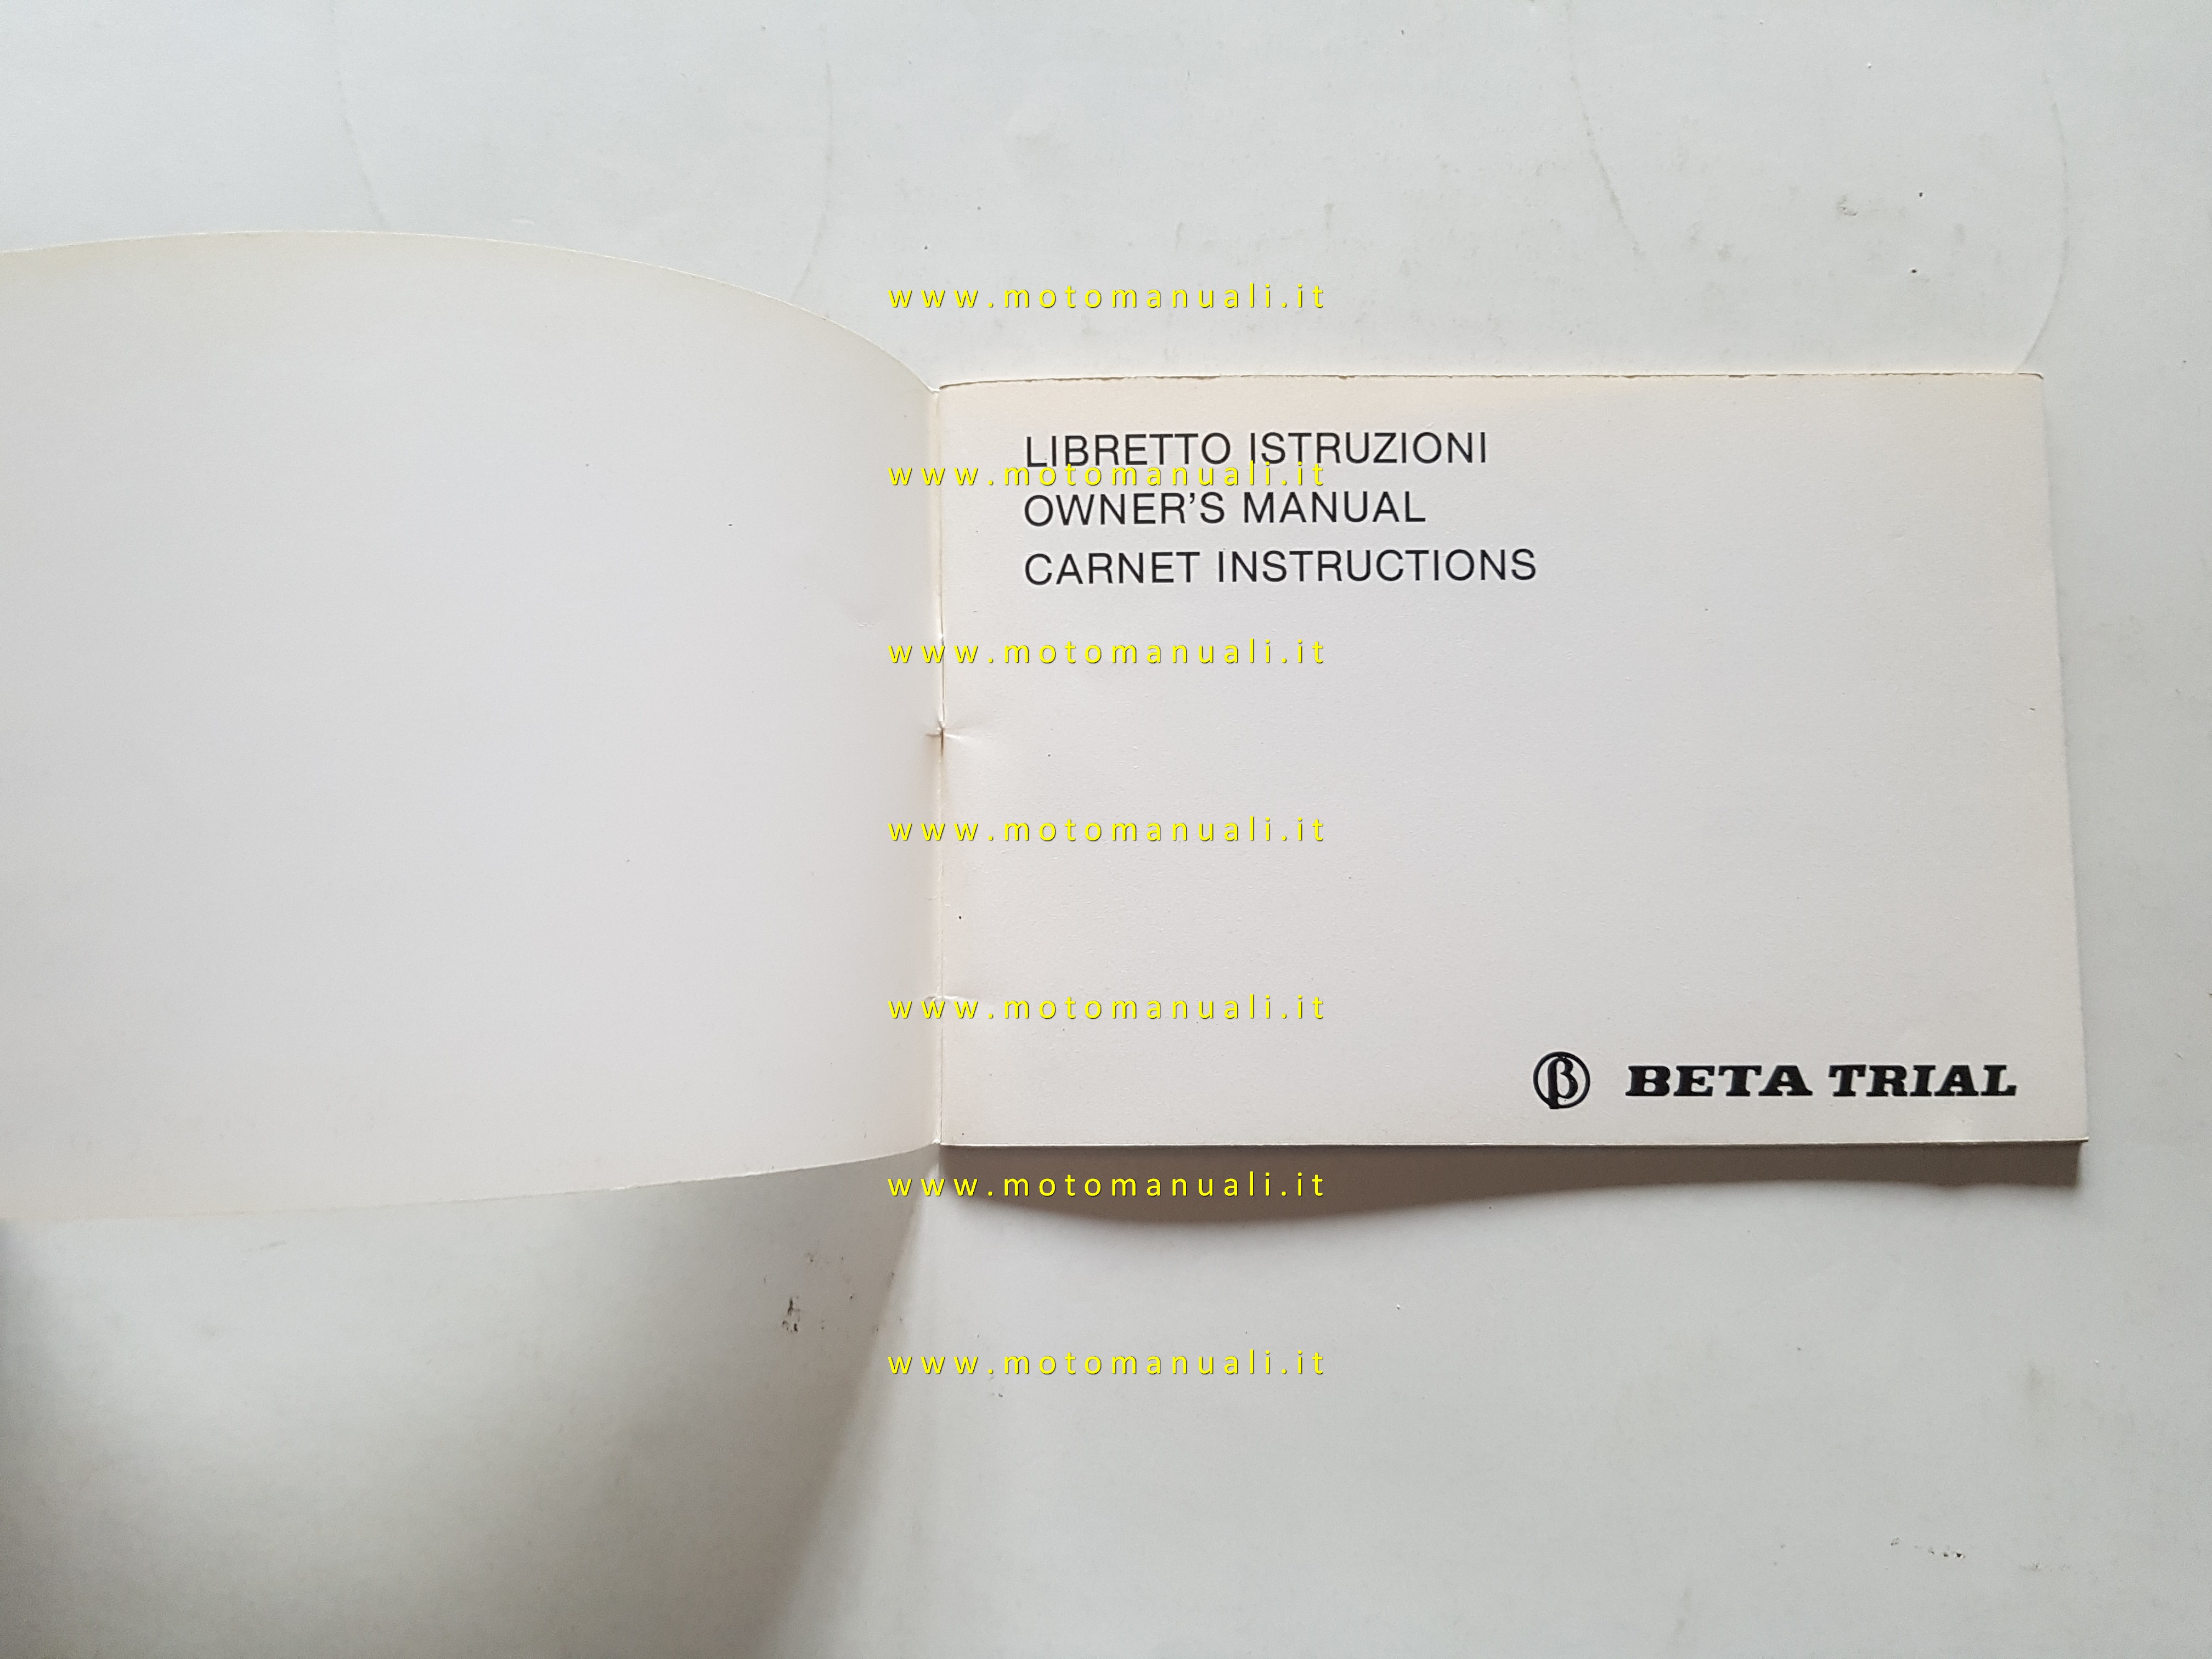 www.motomanuali.it
LIBRETTO ISTRUZIONI
www.motomanuali.it
OWNER'S MANUAL
CARNET INSTRUCTIONS
www.motomanuali.it
www.motomanuali.it
www.motomanuali.it
β BETA TRIAL
www.motomanuali.it
www.motomanuali.it